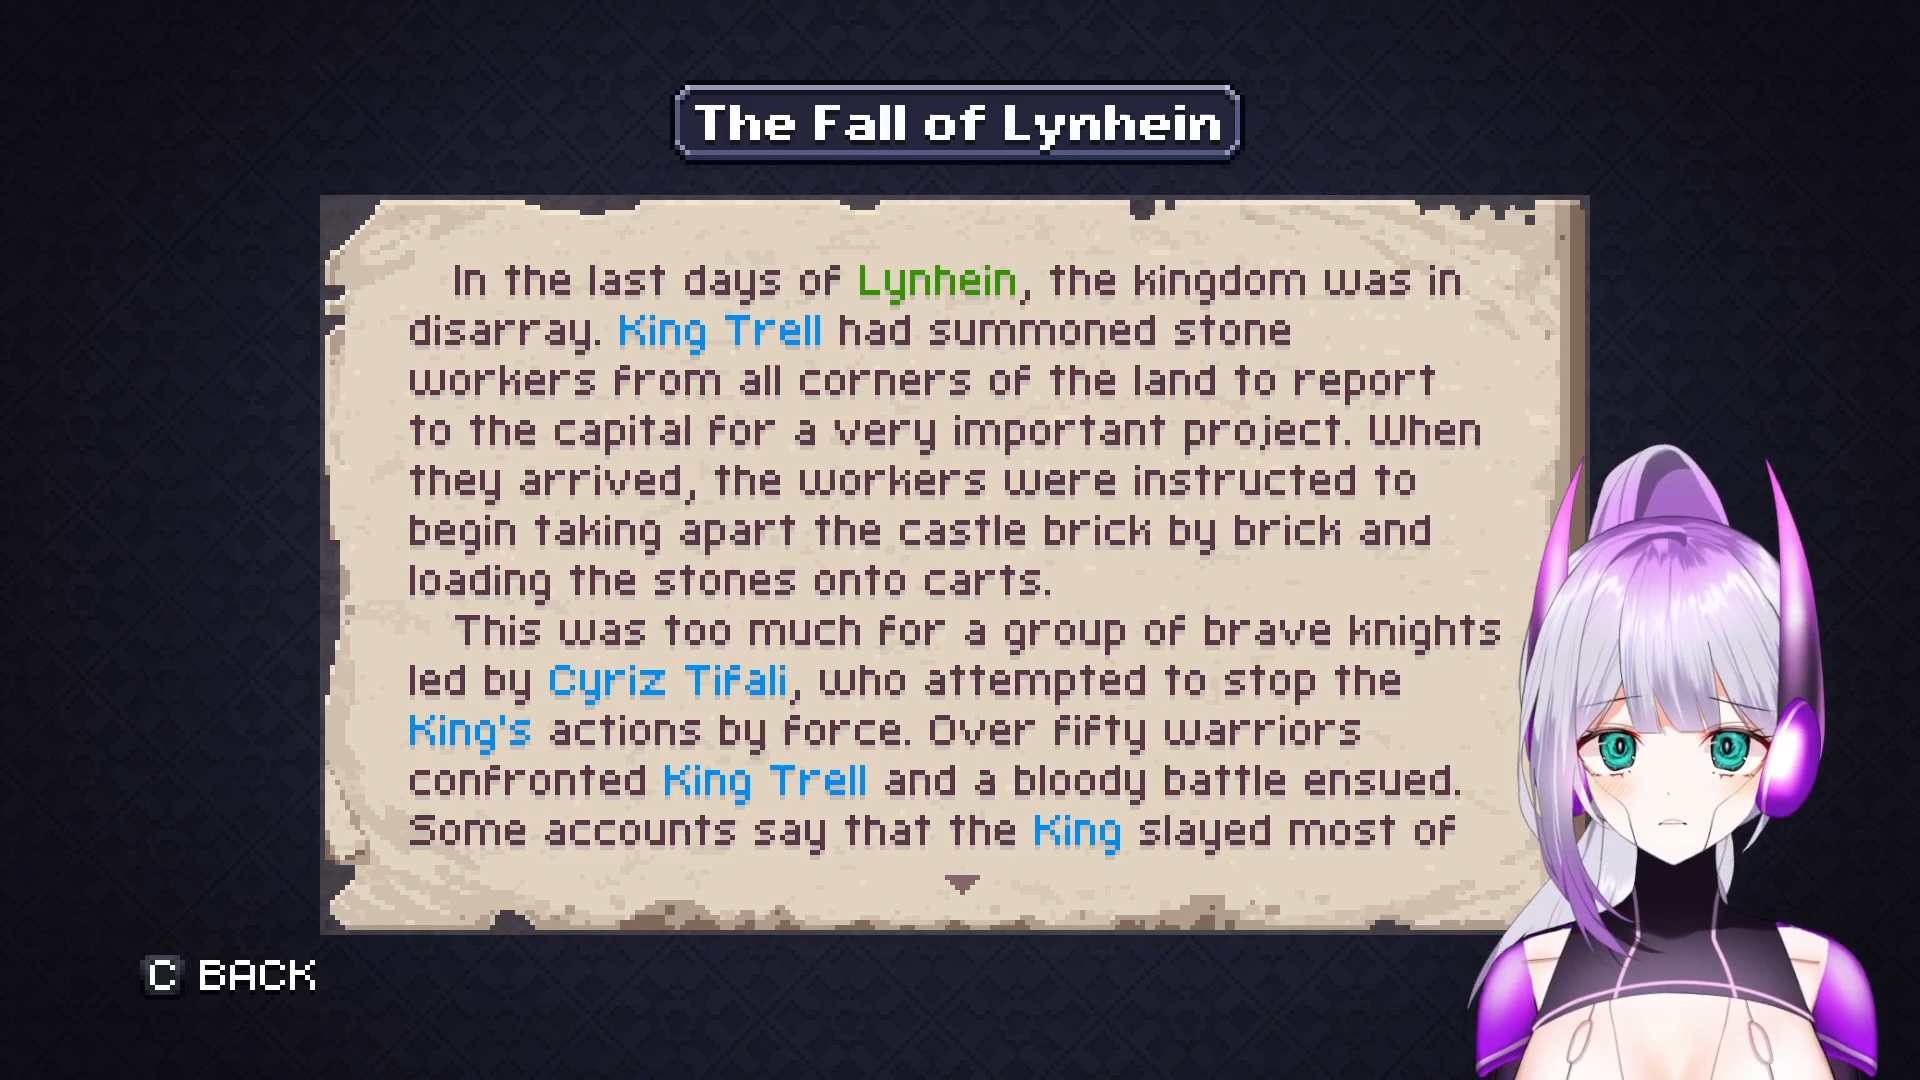 The Fall of Lynhein
In the last days of Lynhein, the kingdom was in
disarray. King Trell had summoned stone
workers from all corners of the land to report
to the capital for a very important project. When
they arrived, the workers were instructed to
begin taking apart the castle brick by brick and
loading the stones onto carts.
This was too much for a group of brave knights
led by Cyriz Tifali, who attempted to stop the
King's actions by force. Over fifty warriors
confronted King Trell and a bloody battle ensued.
Some accounts say that the King slayed most of
C BACK